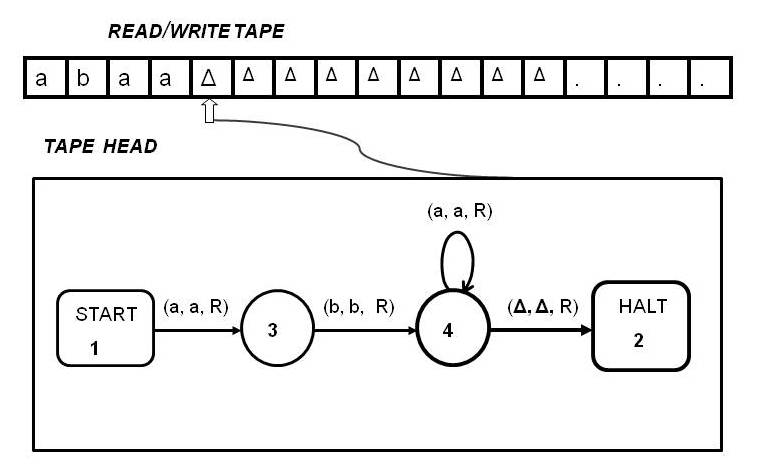 READ/WRITE TAPE
a b a a Δ Δ Δ Δ Δ Δ Δ Δ Δ . . . .
TAPE HEAD
(a, a, R)
(a, a, R) (b, b, R) (Δ, Δ, R)
START 3 4 HALT
1 2